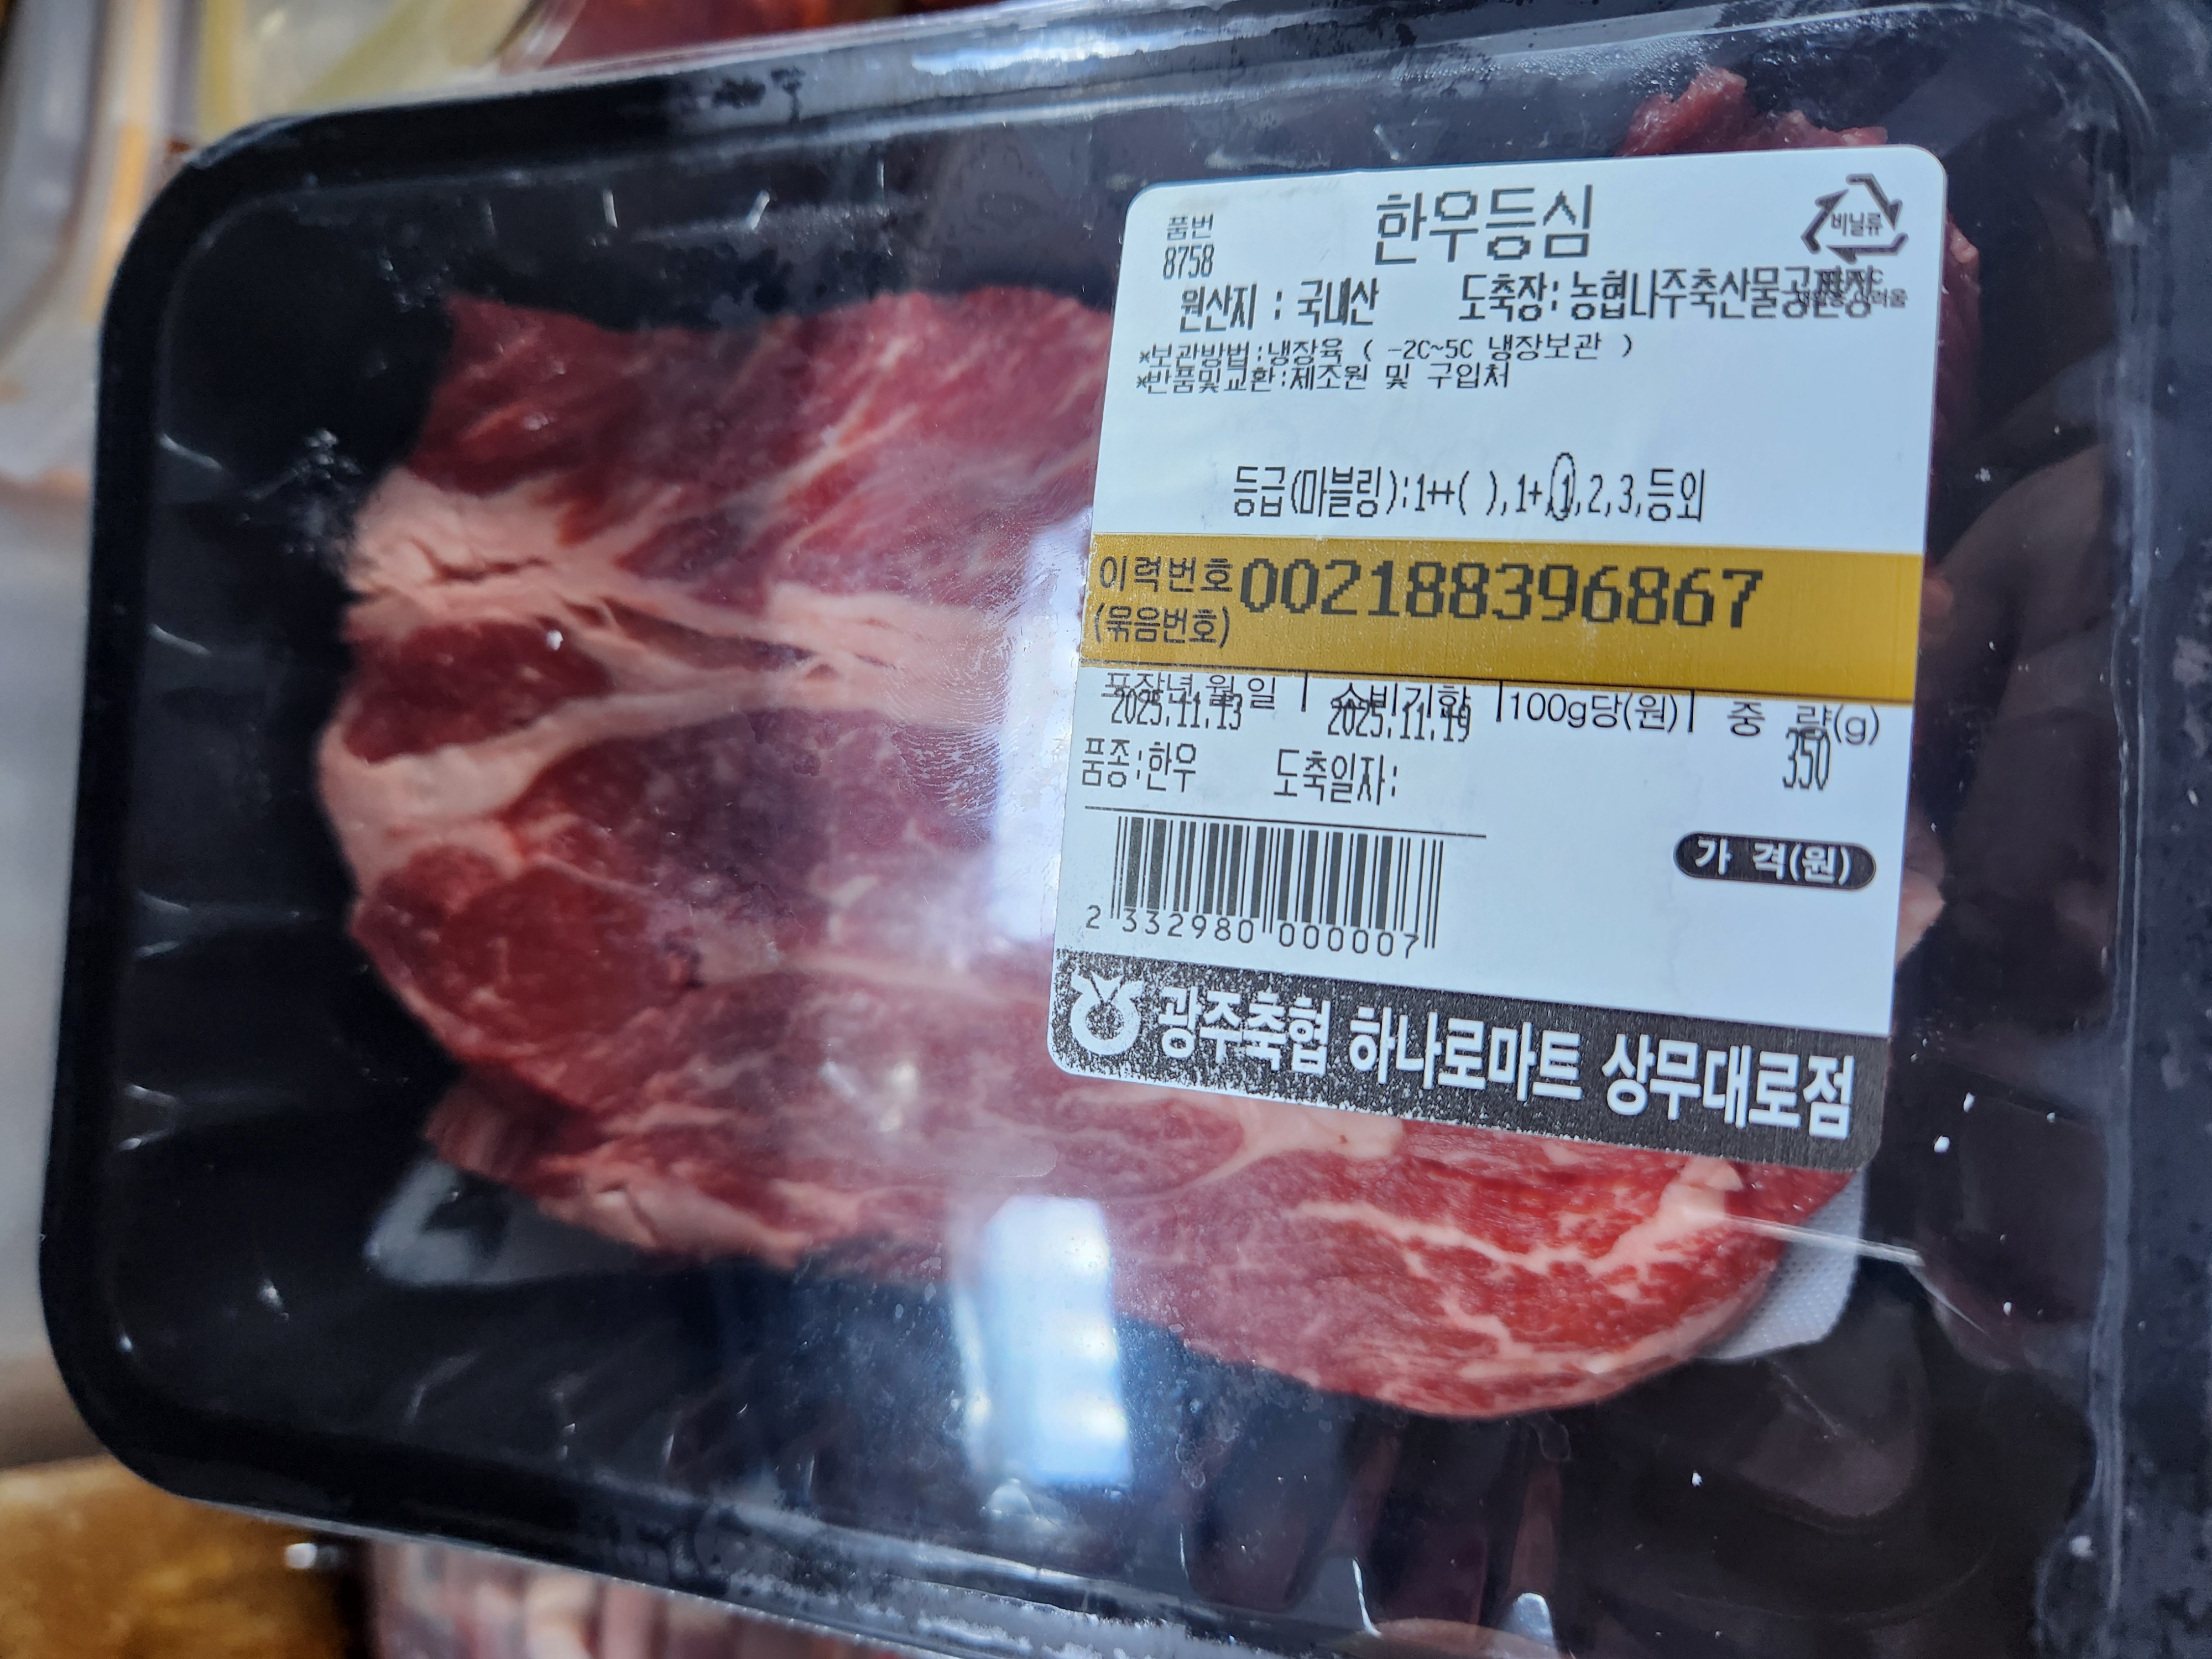 한우등심
품번
8758
비닐류
원산지 : 국내산 도축장: 농협나주축산물공판장
*보관방법:냉장육 ( -2C~5C 냉장보관 )
*반품및교환:제조원 및 구입처
등급(마블링):1++( ),1+,1,2,3,등외
이력번호 002188396867
(묶음번호)
포장년월일 소비기한 100g당(원) 중 량(g)
2025.11.13 2025.11.19 350
품종:한우 도축일자:
가 격(원)
2 332980 000007
광주축협 하나로마트 상무대로점